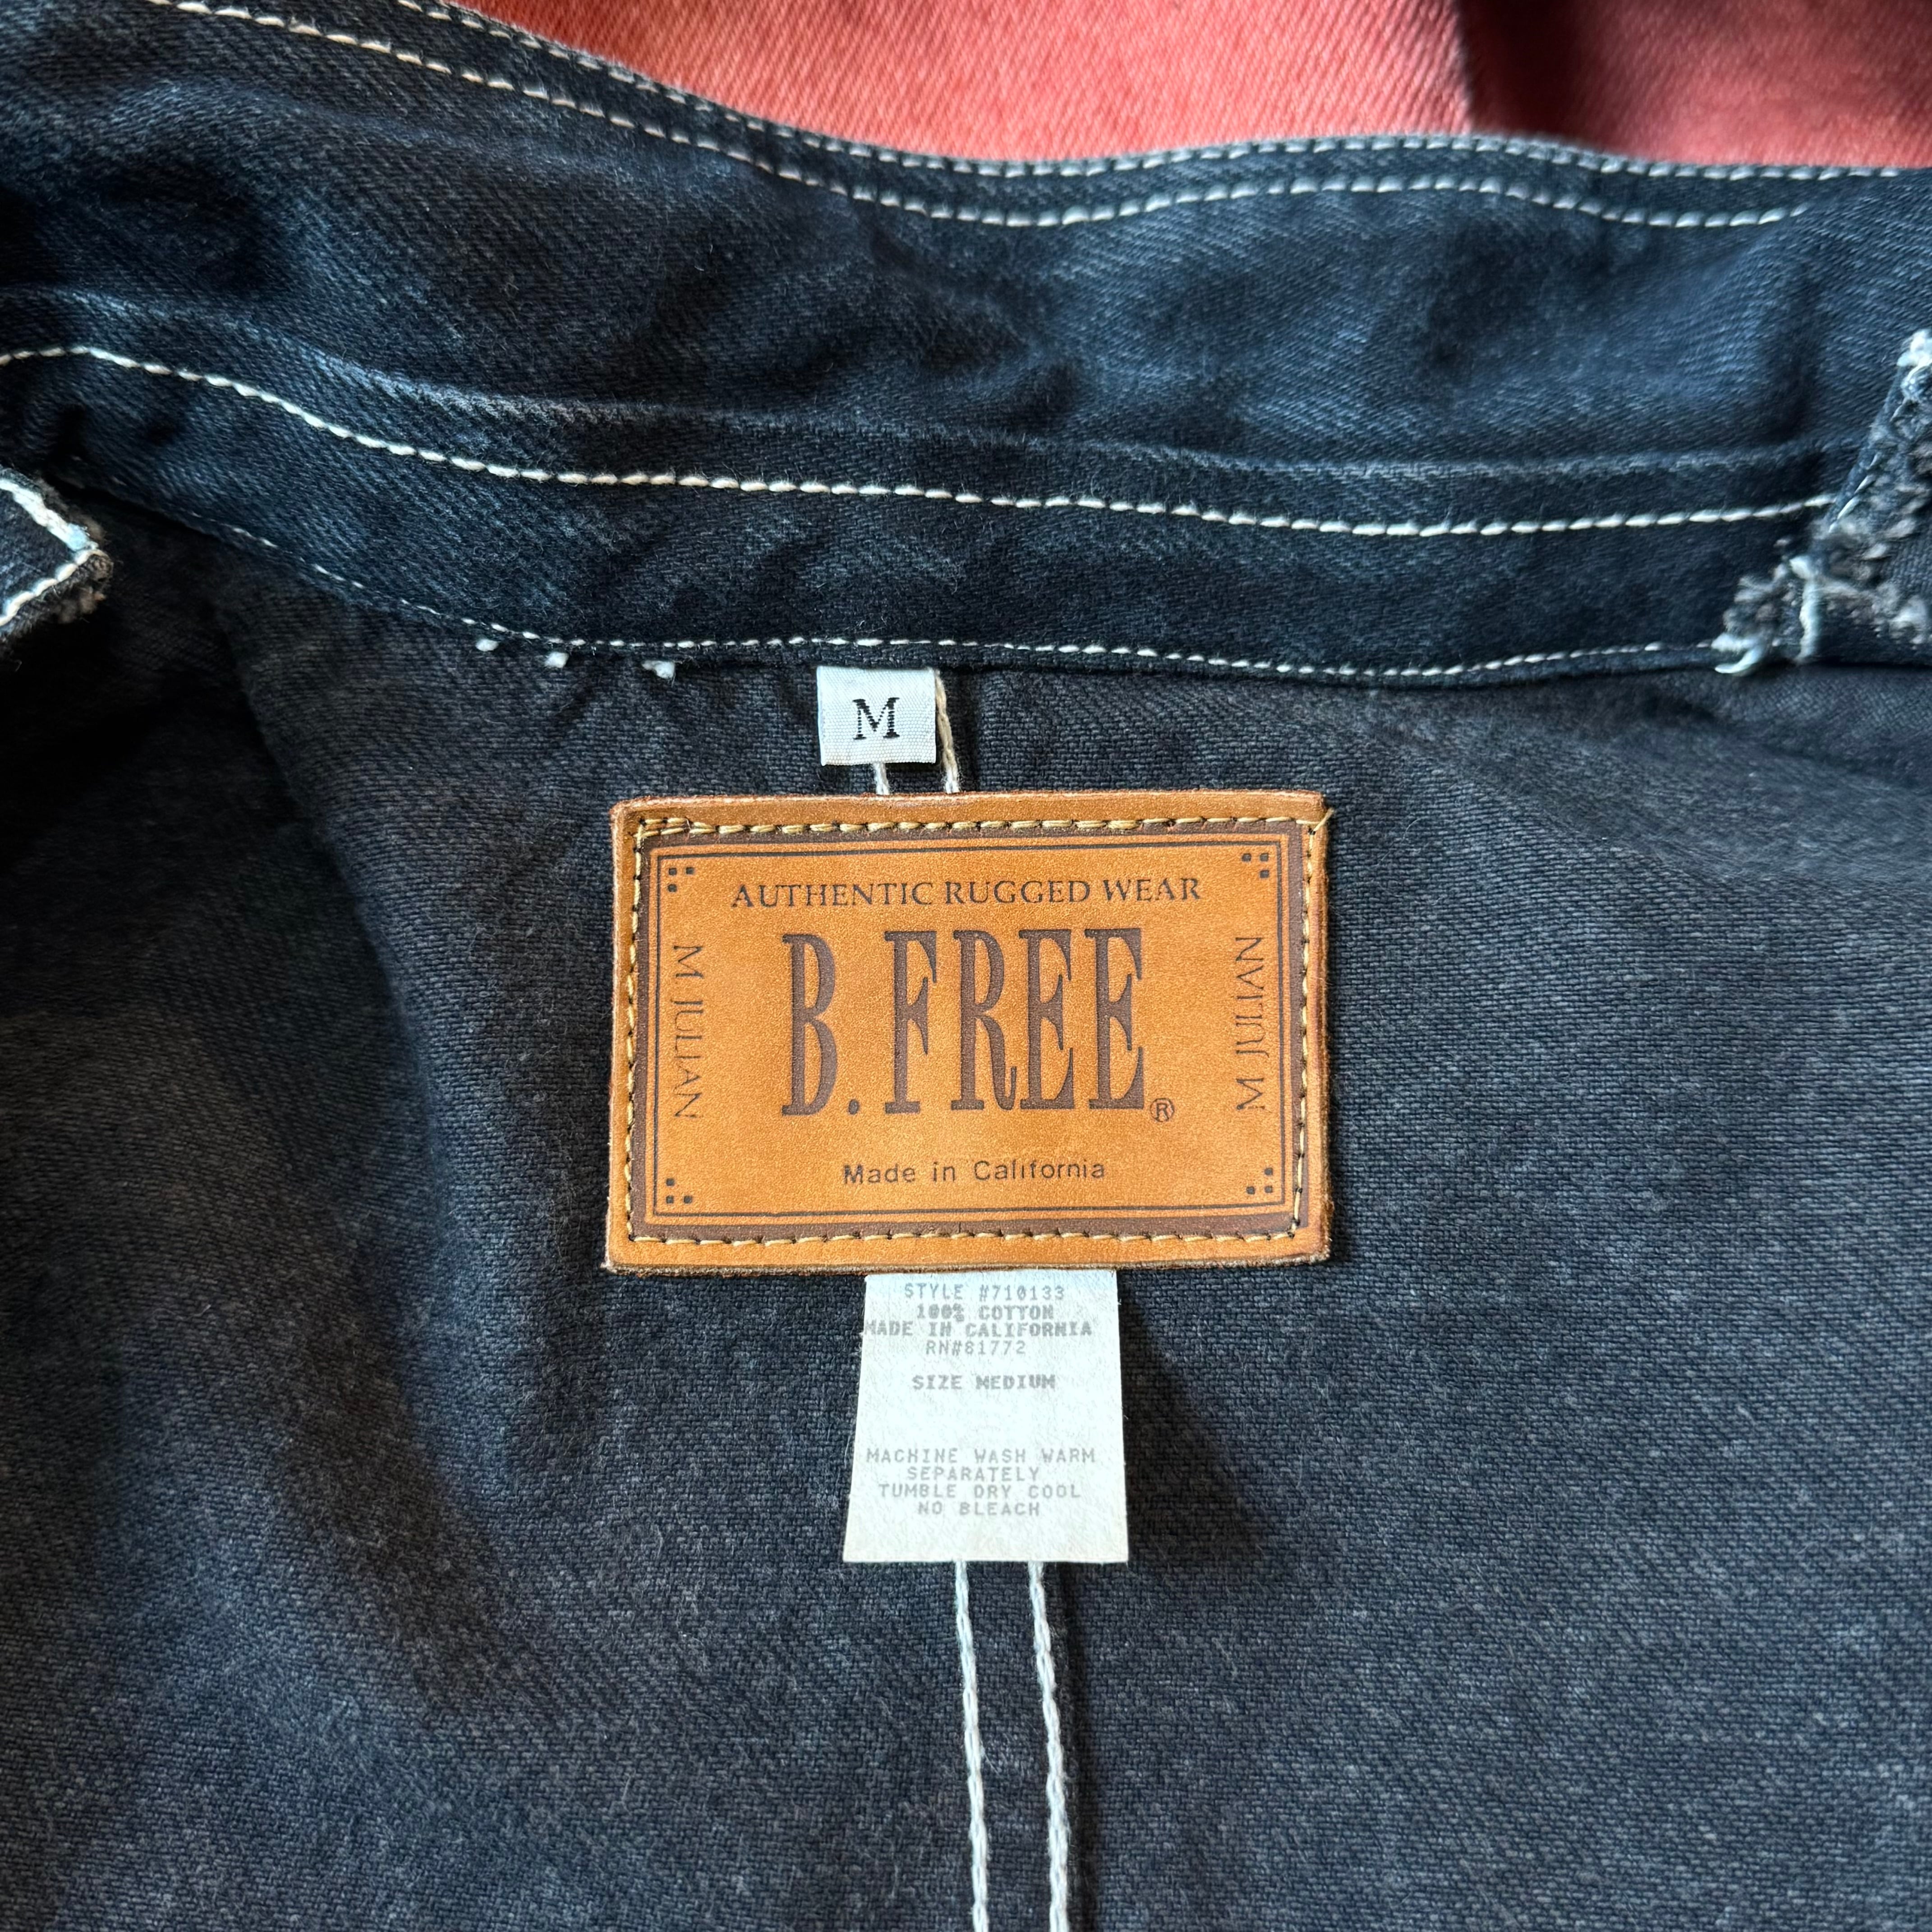 M
AUTHENTIC RUGGED WEAR
M JULIAN
B.FREE®
M JULIAN
Made in California
STYLE #710133
100% COTTON
MADE IN CALIFORNIA
RN#81772
SIZE MEDIUM
MACHINE WASH WARM
SEPARATELY
TUMBLE DRY COOL
NO BLEACH